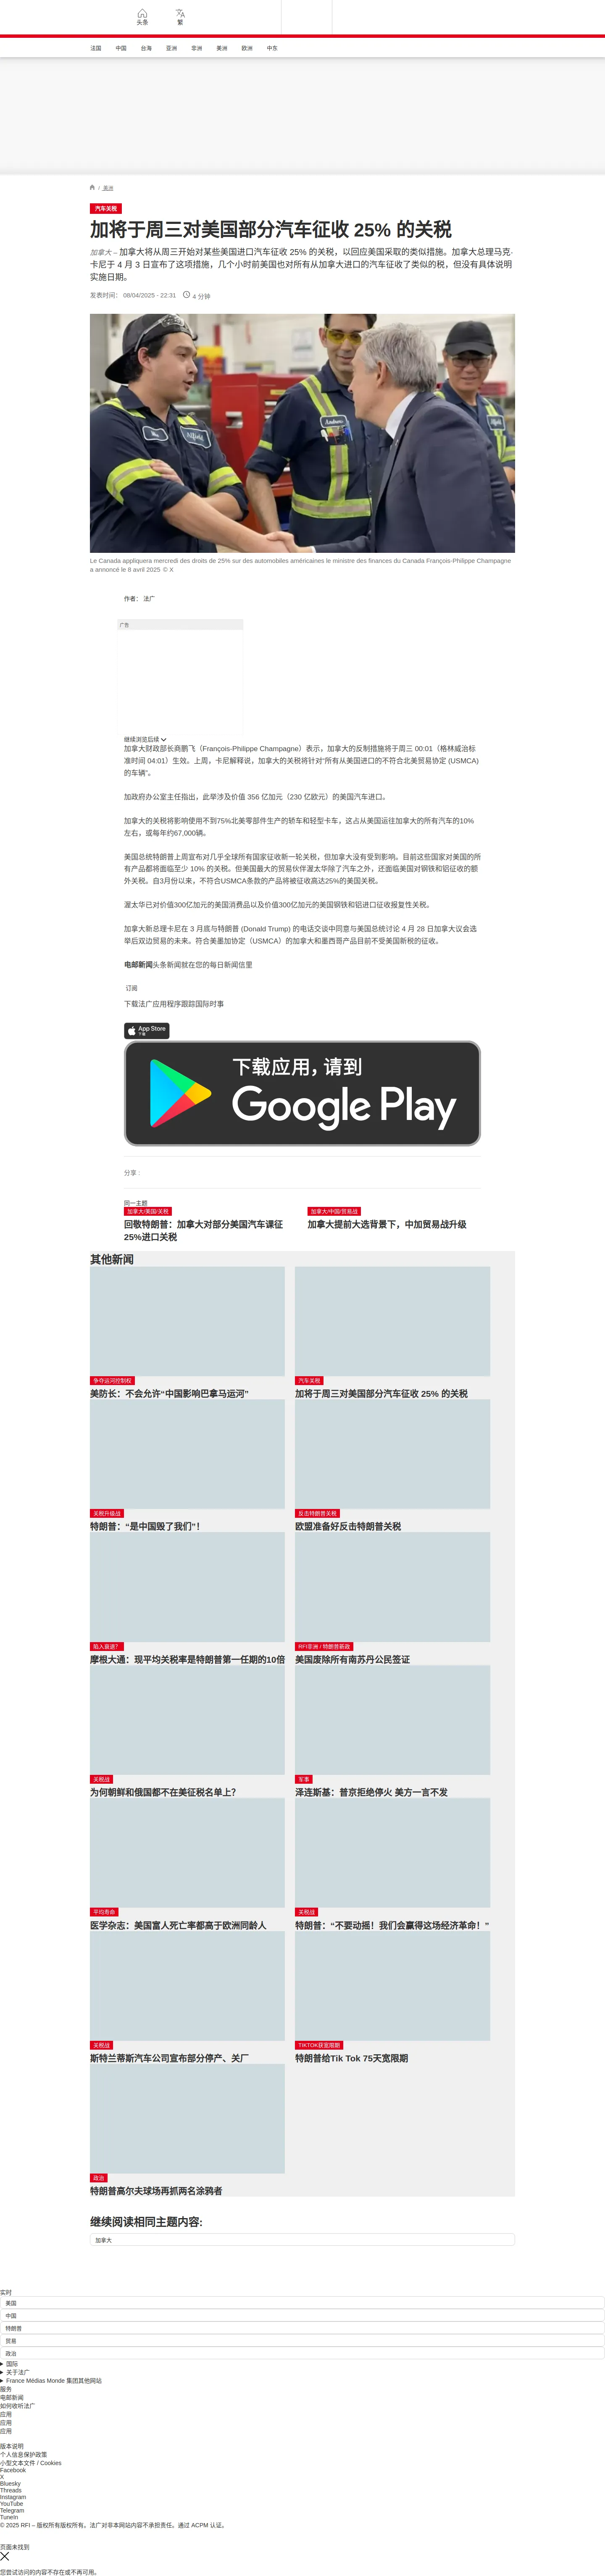 头条
繁
法国
中国
台海
亚洲
非洲
美洲
欧洲
中东
/ 美洲
汽车关税
加将于周三对美国部分汽车征收 25% 的关税
加拿大 – 加拿大将从周三开始对某些美国进口汽车征收 25% 的关税，以回应美国采取的类似措施。加拿大总理马克·
卡尼于 4 月 3 日宣布了这项措施，几个小时前美国也对所有从加拿大进口的汽车征收了类似的税，但没有具体说明
实施日期。
发表时间： 08/04/2025 - 22:31 4 分钟
Le Canada appliquera mercredi des droits de 25% sur des automobiles américaines le ministre des finances du Canada François-Philippe Champagne
a annoncé le 8 avril 2025 © X
作者： 法广
广告
继续浏览后续
加拿大财政部长商鹏飞（François-Philippe Champagne）表示，加拿大的反制措施将于周三 00:01（格林威治标
准时间 04:01）生效。上周，卡尼解释说，加拿大的关税将针对“所有从美国进口的不符合北美贸易协定 (USMCA)
的车辆”。
加政府办公室主任指出，此举涉及价值 356 亿加元（230 亿欧元）的美国汽车进口。
加拿大的关税将影响使用不到75%北美零部件生产的轿车和轻型卡车，这占从美国运往加拿大的所有汽车的10%
左右，或每年约67,000辆。
美国总统特朗普上周宣布对几乎全球所有国家征收新一轮关税，但加拿大没有受到影响。目前这些国家对美国的所
有产品都将面临至少 10% 的关税。但美国最大的贸易伙伴渥太华除了汽车之外，还面临美国对钢铁和铝征收的额
外关税。自3月份以来，不符合USMCA条款的产品将被征收高达25%的美国关税。
渥太华已对价值300亿加元的美国消费品以及价值300亿加元的美国钢铁和铝进口征收报复性关税。
加拿大新总理卡尼在 3 月底与特朗普 (Donald Trump) 的电话交谈中同意与美国总统讨论 4 月 28 日加拿大议会选
举后双边贸易的未来。符合美墨加协定（USMCA）的加拿大和墨西哥产品目前不受美国新税的征收。
电邮新闻头条新闻就在您的每日新闻信里
订阅
下载法广应用程序跟踪国际时事
App Store
下载
下载应用，请到
Google Play
分享 :
同一主题
加拿大/美国/关税
回敬特朗普：加拿大对部分美国汽车课征
25%进口关税
加拿大/中国/贸易战
加拿大提前大选背景下，中加贸易战升级
其他新闻
争夺运河控制权
美防长：不会允许“中国影响巴拿马运河”
汽车关税
加将于周三对美国部分汽车征收 25% 的关税
关税升级战
特朗普：“是中国毁了我们”！
反击特朗普关税
欧盟准备好反击特朗普关税
陷入衰退？
摩根大通：现平均关税率是特朗普第一任期的10倍
RFI非洲 / 特朗普新政
美国废除所有南苏丹公民签证
关税战
为何朝鲜和俄国都不在美征税名单上？
军事
泽连斯基：普京拒绝停火 美方一言不发
平均寿命
医学杂志：美国富人死亡率都高于欧洲同龄人
关税战
特朗普：“不要动摇！我们会赢得这场经济革命！”
关税战
斯特兰蒂斯汽车公司宣布部分停产、关厂
TIKTOK获宽限期
特朗普给Tik Tok 75天宽限期
政治
特朗普高尔夫球场再抓两名涂鸦者
继续阅读相同主题内容:
加拿大
实时
美国
中国
特朗普
贸易
政治
国际
关于法广
France Médias Monde 集团其他网站
服务
电邮新闻
如何收听法广
应用
应用
应用
版本说明
个人信息保护政策
小型文本文件 / Cookies
Facebook
X
Bluesky
Threads
Instagram
YouTube
Telegram
TuneIn
© 2025 RFI – 版权所有版权所有。法广对非本网站内容不承担责任。通过 ACPM 认证。
页面未找到
您尝试访问的内容不存在或不再可用。